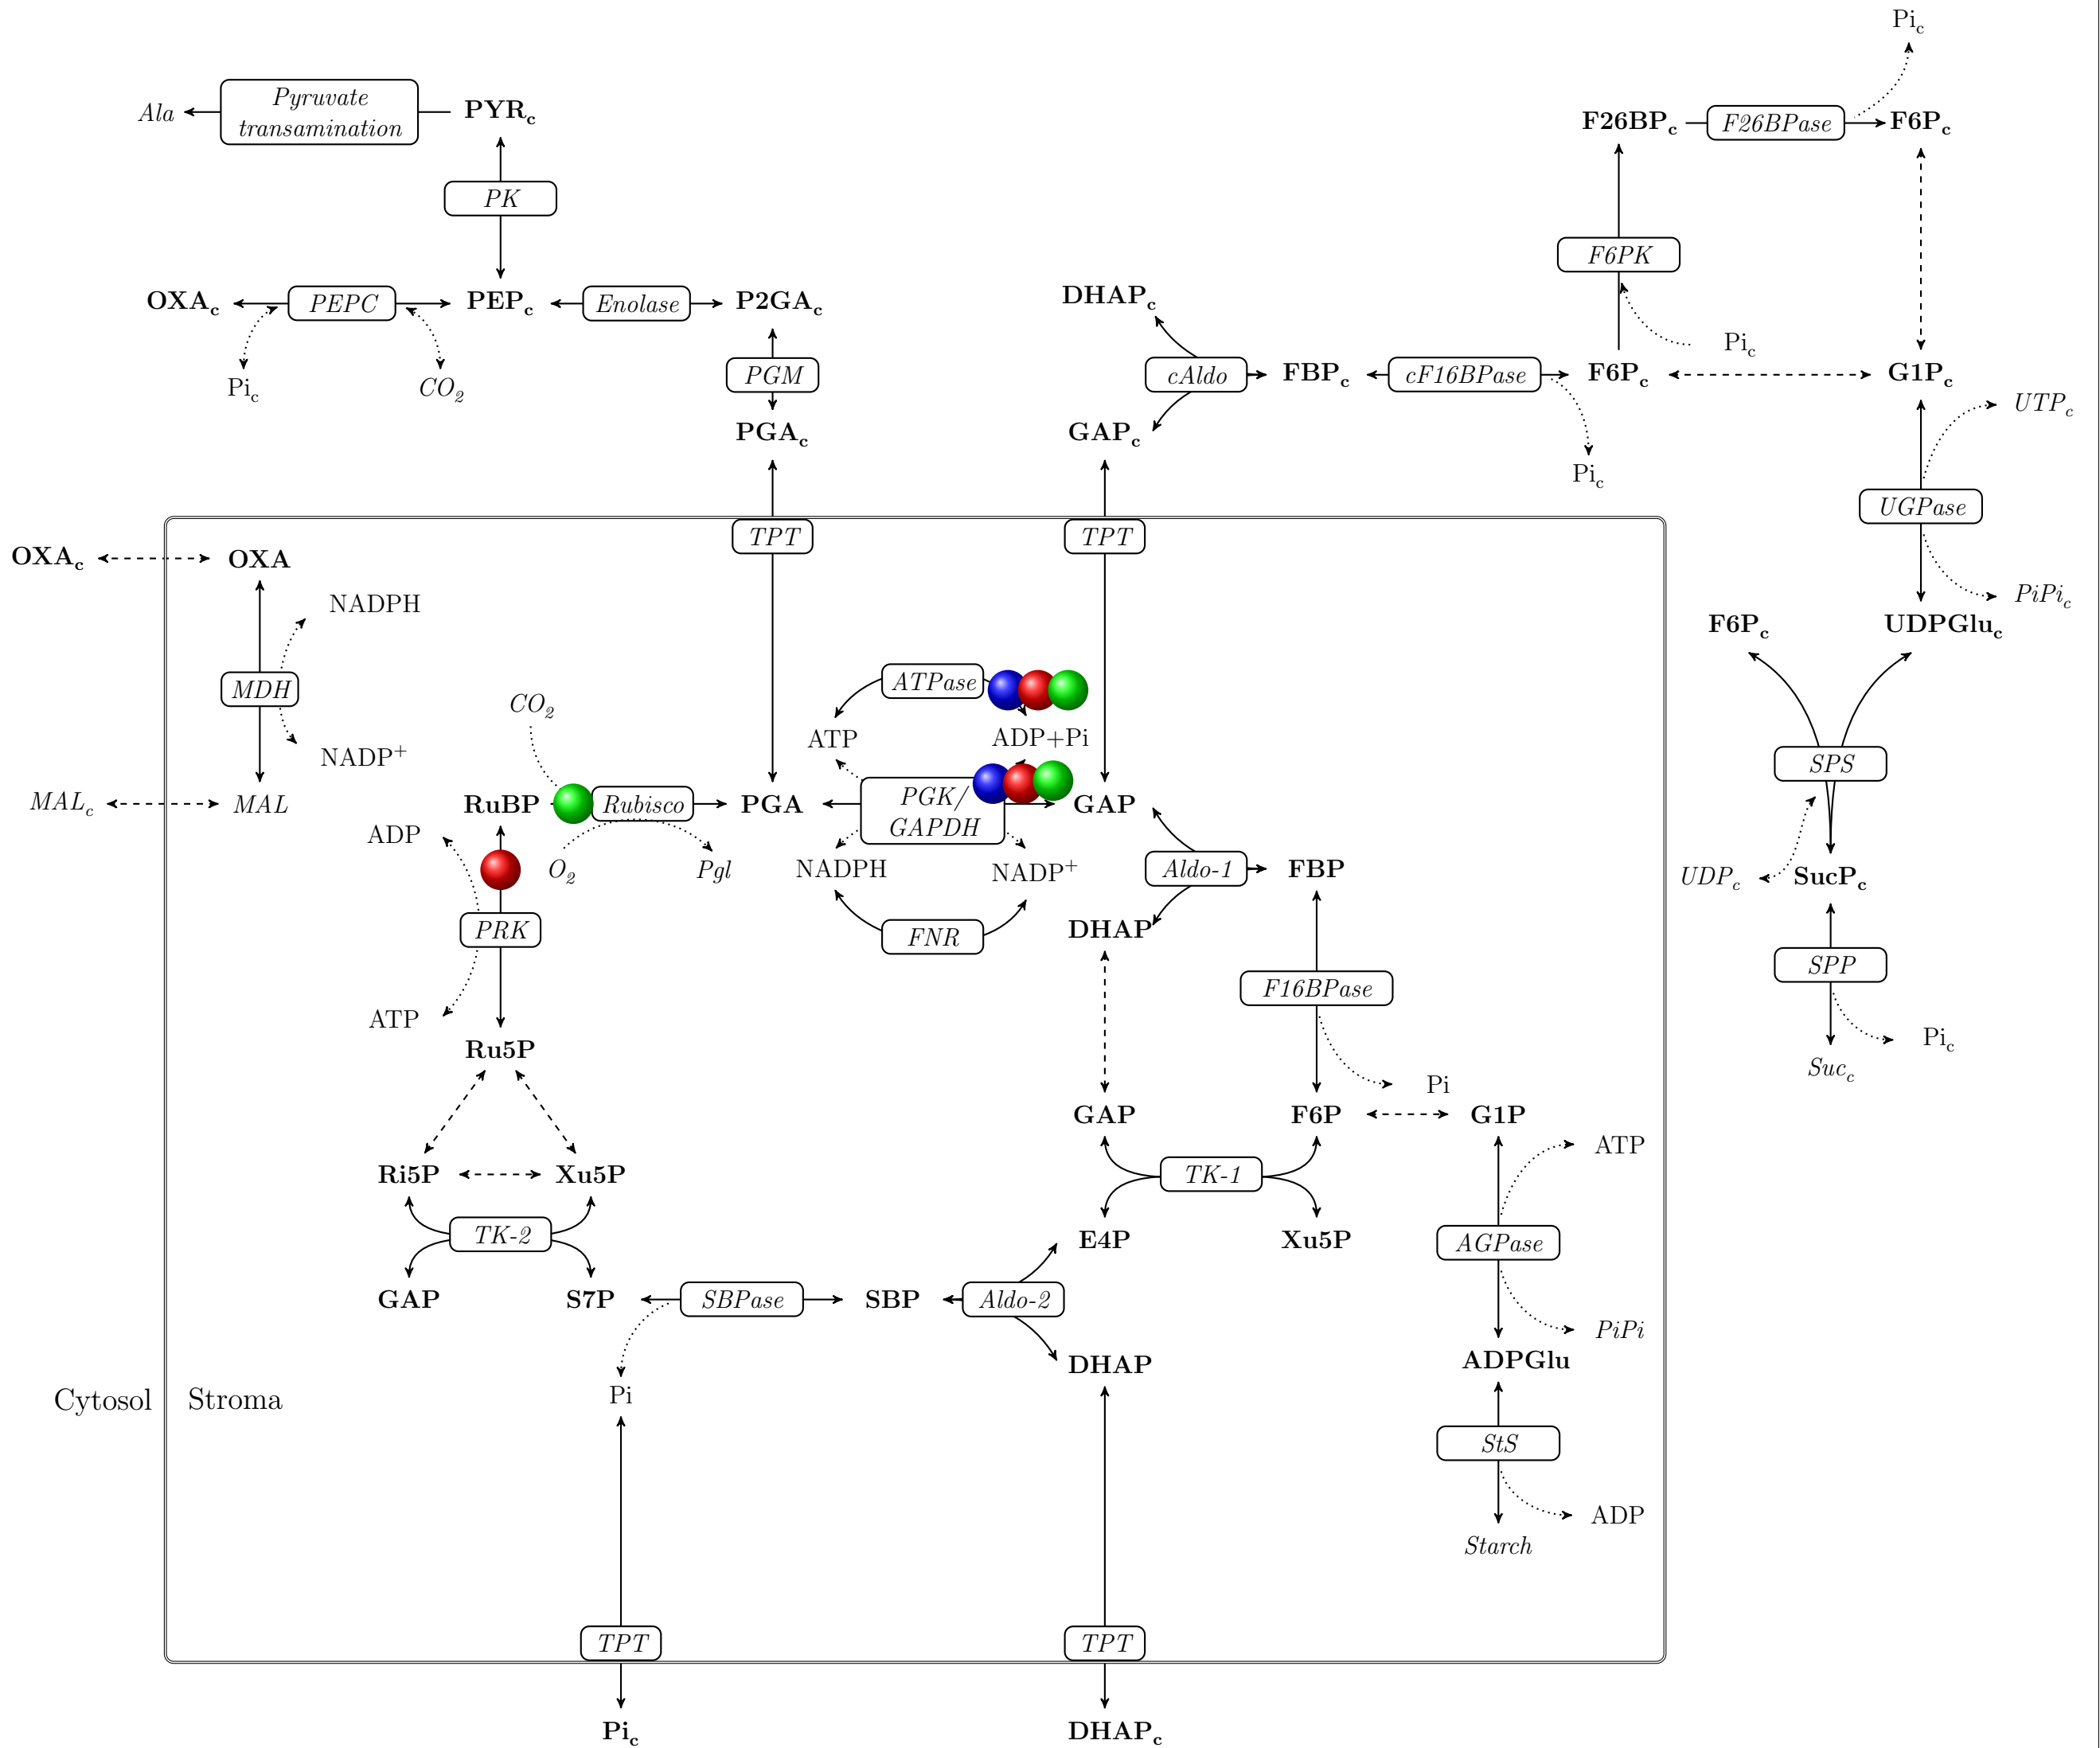 Pi_c
Ala
Pyruvate
transamination
PYR_c
F26BP_c
F26BPase
F6P_c
PK
F6PK
OXA_c
PEPC
PEP_c
Enolase
P2GA_c
DHAP_c
Pi_c
Pi_c
CO_2
PGM
cAldo
FBP_c
cF16BPase
F6P_c
G1P_c
UTP_c
PGA_c
GAP_c
Pi_c
UGPase
TPT
TPT
OXA_c
OXA
NADPH
PiPi_c
F6P_c
UDPGlu_c
MDH
ATPase
CO_2
NADP^+
ATP
ADP+Pi
SPS
MAL_c
MAL
RuBP
Rubisco
PGA
PGK/
GAPDH
GAP
ADP
O_2
Pgl
NADPH
NADP^+
Aldo-1
FBP
UDP_c
SucP_c
PRK
FNR
DHAP
SPP
F16BPase
ATP
Ru5P
Pi_c
Suc_c
Pi
GAP
F6P
G1P
ATP
Ri5P
Xu5P
TK-1
TK-2
E4P
Xu5P
AGPase
GAP
S7P
SBPase
SBP
Aldo-2
PiPi
DHAP
ADPGlu
Cytosol
Stroma
Pi
StS
ADP
Starch
TPT
TPT
Pi_c
DHAP_c